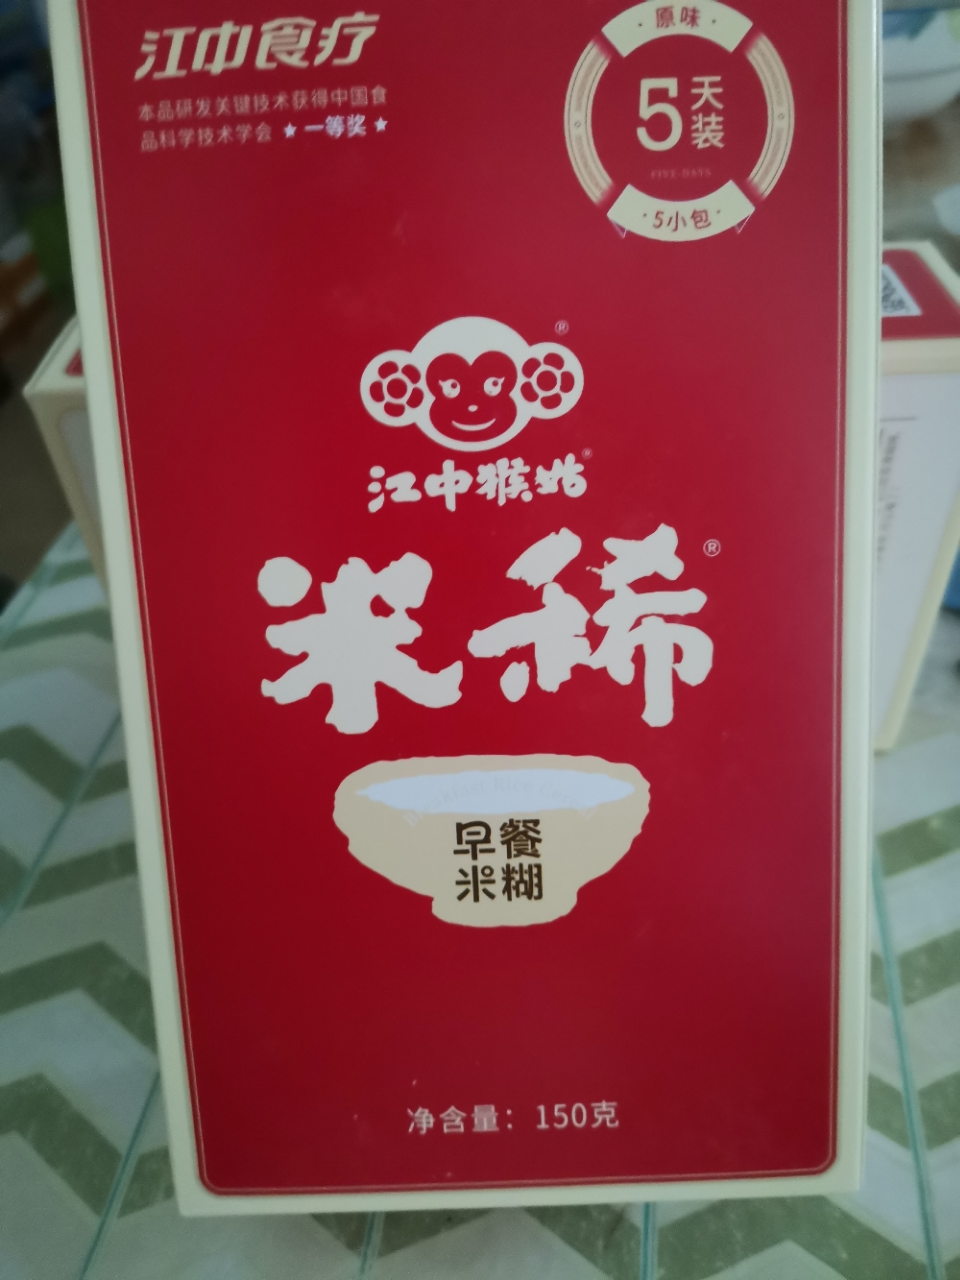 江中食疗
本品研发关键技术获得中国食
品科学技术学会 ★一等奖★
·原味·
5天装
FIVE-DAYS
·5小包·
®
江中猴姑®
米稀®
早餐
米糊
净含量：150克